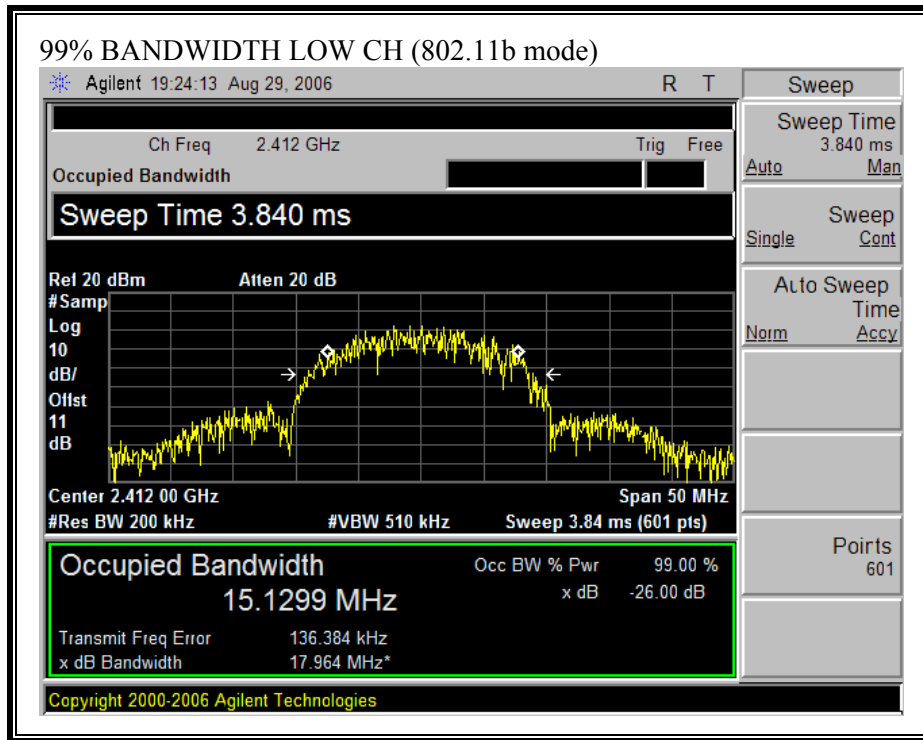 99% BANDWIDTH LOW CH (802.11b mode)
Agilent 19:24:13 Aug 29, 2006 R T
Sweep
Ch Freq 2.412 GHz Trig Free
Occupied Bandwidth
Sweep Time 3.840 ms
Sweep Time
3.840 ms
Auto Man
Sweep
Single Cont
Auto Sweep
Time
Norm Accy
Ref 20 dBm Atten 20 dB
#Samp
Log
10
dB/
Offst
11
dB
Center 2.412 00 GHz Span 50 MHz
#Res BW 200 kHz #VBW 510 kHz Sweep 3.84 ms (601 pts)
Points
601
Occupied Bandwidth
15.1299 MHz
Occ BW % Pwr 99.00 %
x dB -26.00 dB
Transmit Freq Error 136.384 kHz
x dB Bandwidth 17.964 MHz*
Copyright 2000-2006 Agilent Technologies